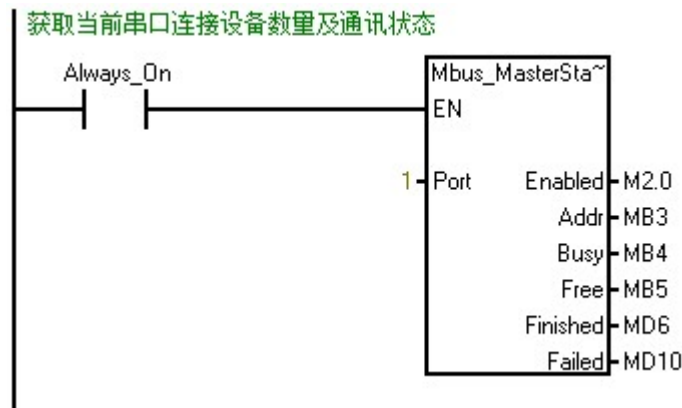 获取当前串口连接设备数量及通讯状态
Always_On
Mbus_MasterSta~
EN
1 Port Enabled M2.0
Addr MB3
Busy MB4
Free MB5
Finished MD6
Failed MD10